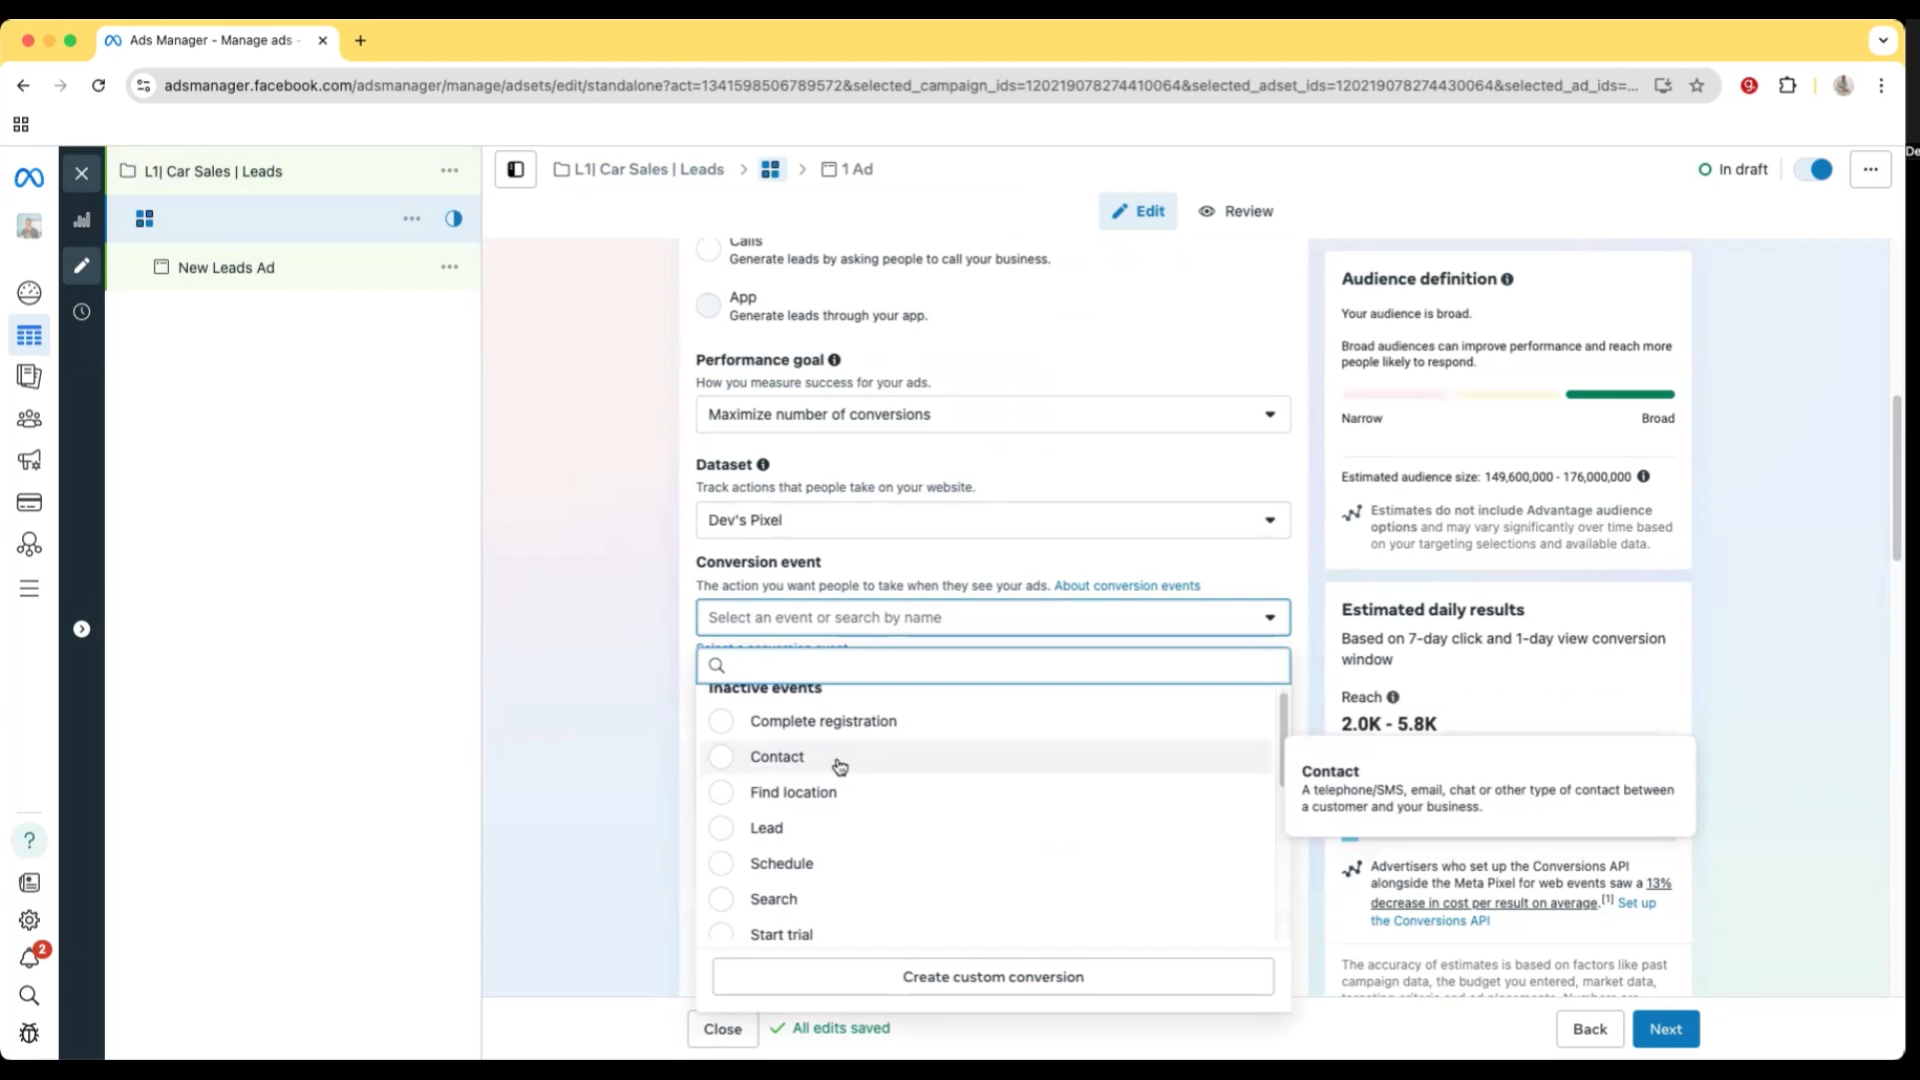 Ads Manager - Manage ads -
adsmanager.facebook.com/adsmanager/manage/adsets/edit/standalone?act=1341598506789572&selected_campaign_ids=120219078274410064&selected_adset_ids=120219078274430064&selected_ad_ids=...
De
L1| Car Sales | Leads
L1| Car Sales | Leads
1 Ad
In draft
Edit
Review
New Leads Ad
Calls
Generate leads by asking people to call your business.
App
Generate leads through your app.
Performance goal
How you measure success for your ads.
Maximize number of conversions
Dataset
Track actions that people take on your website.
Dev's Pixel
Conversion event
The action you want people to take when they see your ads. About conversion events
Select an event or search by name
Select a conversion event
Inactive events
Complete registration
Contact
Find location
Lead
Schedule
Search
Start trial
Create custom conversion
Close
All edits saved
Back
Next
Audience definition
Your audience is broad.
Broad audiences can improve performance and reach more
people likely to respond.
Narrow
Broad
Estimated audience size: 149,600,000 - 176,000,000
Estimates do not include Advantage audience
options and may vary significantly over time based
on your targeting selections and available data.
Estimated daily results
Based on 7-day click and 1-day view conversion
window
Reach
2.0K - 5.8K
Contact
A telephone/SMS, email, chat or other type of contact between
a customer and your business.
Advertisers who set up the Conversions API
alongside the Meta Pixel for web events saw a 13%
decrease in cost per result on average.[1] Set up
the Conversions API
The accuracy of estimates is based on factors like past
campaign data, the budget you entered, market data,
2